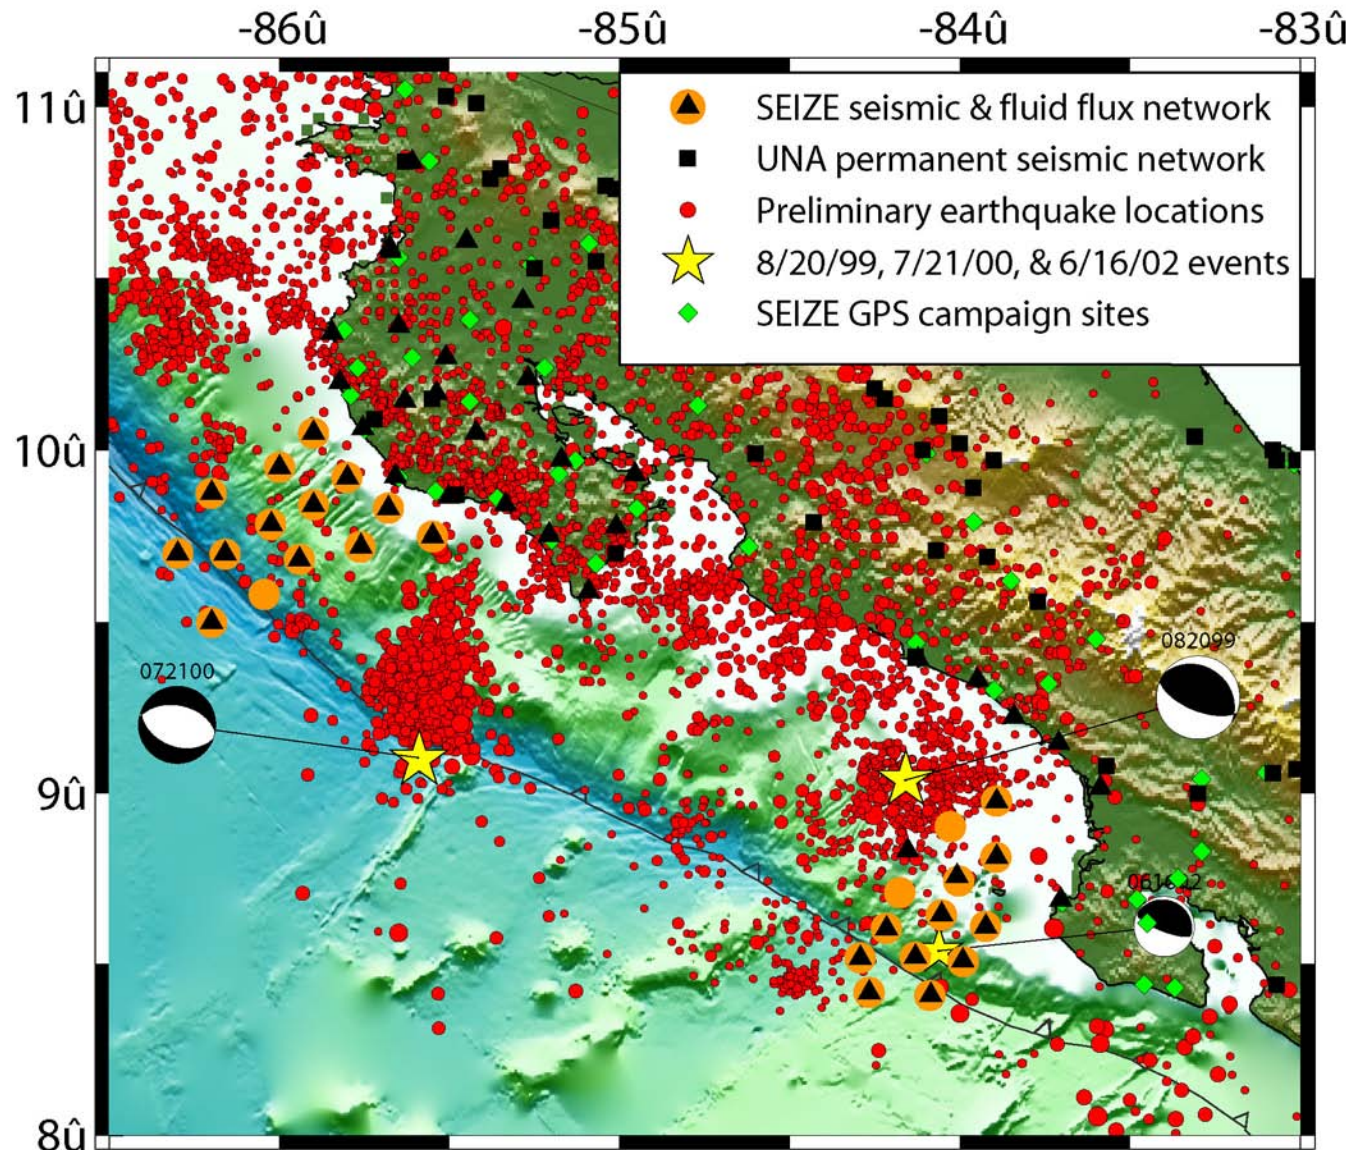 -86û -85û -84û -83û
11û
SEIZE seismic & fluid flux network
UNA permanent seismic network
Preliminary earthquake locations
8/20/99, 7/21/00, & 6/16/02 events
SEIZE GPS campaign sites
10û
082099
072100
9û
061602
8û